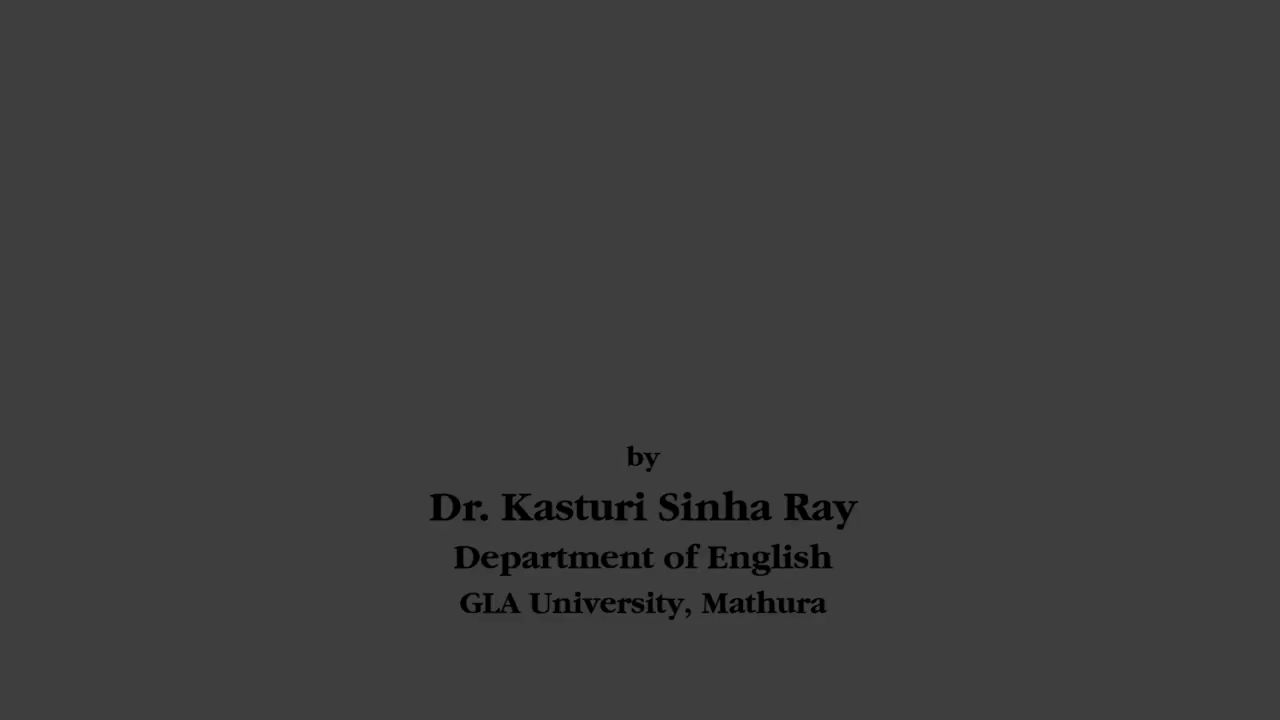 by
Dr. Kasturi Sinha Ray
Department of English
GLA University, Mathura